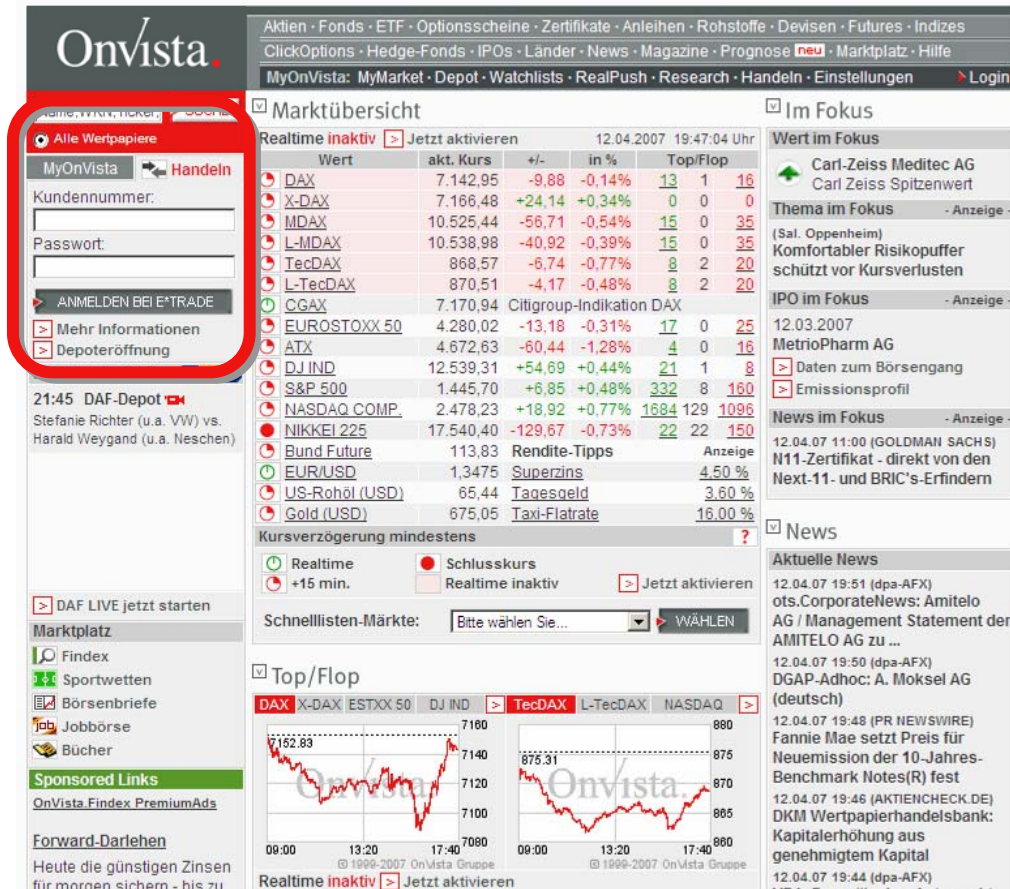 Onvista.
Aktien · Fonds · ETF · Optionsscheine · Zertifikate · Anleihen · Rohstoffe · Devisen · Futures · Indizes
ClickOptions · Hedge-Fonds · IPOs · Länder · News · Magazine · Prognose neu · Marktplatz · Hilfe
MyOnVista: MyMarket · Depot · Watchlists · RealPush · Research · Handeln · Einstellungen Login
Alle Wertpapiere
MyOnVista Handeln
Kundennummer:
Passwort:
ANMELDEN BEI E*TRADE
Mehr Informationen
Depoteröffnung
21:45 DAF-Depot
Stefanie Richter (u.a. VW) vs.
Harald Weygand (u.a. Neschen)
DAF LIVE jetzt starten
Marktplatz
Findex
Sportwetten
Börsenbriefe
Jobbörse
Bücher
Sponsored Links
OnVista.Findex PremiumAds
Forward-Darlehen
Heute die günstigen Zinsen
für morgen sichern - bis zu
Marktübersicht
Realtime inaktiv > Jetzt aktivieren 12.04.2007 19:47:04 Uhr
Wert akt. Kurs +/- in % Top/Flop
DAX 7.142,95 -9,88 -0,14% 13 1 16
X-DAX 7.166,48 +24,14 +0,34% 0 0 0
MDAX 10.525,44 -56,71 -0,54% 15 0 35
L-MDAX 10.538,98 -40,92 -0,39% 15 0 35
TecDAX 868,57 -6,74 -0,77% 8 2 20
L-TecDAX 870,51 -4,17 -0,48% 8 2 20
CGAX 7.170,94 Citigroup-Indikation DAX
EUROSTOXX 50 4.280,02 -13,18 -0,31% 17 0 25
ATX 4.672,63 -60,44 -1,28% 4 0 16
DJ IND 12.539,31 +54,69 +0,44% 21 1 8
S&P 500 1.445,70 +6,85 +0,48% 332 8 160
NASDAQ COMP. 2.478,23 +18,92 +0,77% 1684 129 1096
NIKKEI 225 17.540,40 -129,67 -0,73% 22 22 150
Bund Future 113,83 Rendite-Tipps Anzeige
EUR/USD 1,3475 Superzins 4,50 %
US-Rohöl (USD) 65,44 Tagesgeld 3,60 %
Gold (USD) 675,05 Taxi-Flatrate 16,00 %
Kursverzögerung mindestens ?
Realtime Schlusskurs
+15 min. Realtime inaktiv > Jetzt aktivieren
Schnelllisten-Märkte: Bitte wählen Sie... WÄHLEN
Top/Flop
DAX X-DAX ESTXX 50 DJ IND > TecDAX L-TecDAX NASDAQ >
7160
7152.83
7140
7120
7100
7080
09:00 13:20 17:40
OnVista.
© 1999-2007 OnVista Gruppe
880
875.31
875
870
865
860
09:00 13:20 17:40
OnVista.
© 1999-2007 OnVista Gruppe
Realtime inaktiv > Jetzt aktivieren
Im Fokus
Wert im Fokus
Carl-Zeiss Meditec AG
Carl Zeiss Spitzenwert
Thema im Fokus - Anzeige -
(Sal. Oppenheim)
Komfortabler Risikopuffer
schützt vor Kursverlusten
IPO im Fokus - Anzeige -
12.03.2007
MetrioPharm AG
Daten zum Börsengang
Emissionsprofil
News im Fokus - Anzeige -
12.04.07 11:00 (GOLDMAN SACHS)
N11-Zertifikat - direkt von den
Next-11- und BRIC's-Erfindern
News
Aktuelle News
12.04.07 19:51 (dpa-AFX)
ots.CorporateNews: Amitelo
AG / Management Statement der
AMITELO AG zu ...
12.04.07 19:50 (dpa-AFX)
DGAP-Adhoc: A. Moksel AG
(deutsch)
12.04.07 19:48 (PR NEWSWIRE)
Fannie Mae setzt Preis für
Neuemission der 10-Jahres-
Benchmark Notes(R) fest
12.04.07 19:46 (AKTIENCHECK.DE)
DKM Wertpapierhandelsbank:
Kapitalerhöhung aus
genehmigtem Kapital
12.04.07 19:44 (dpa-AFX)